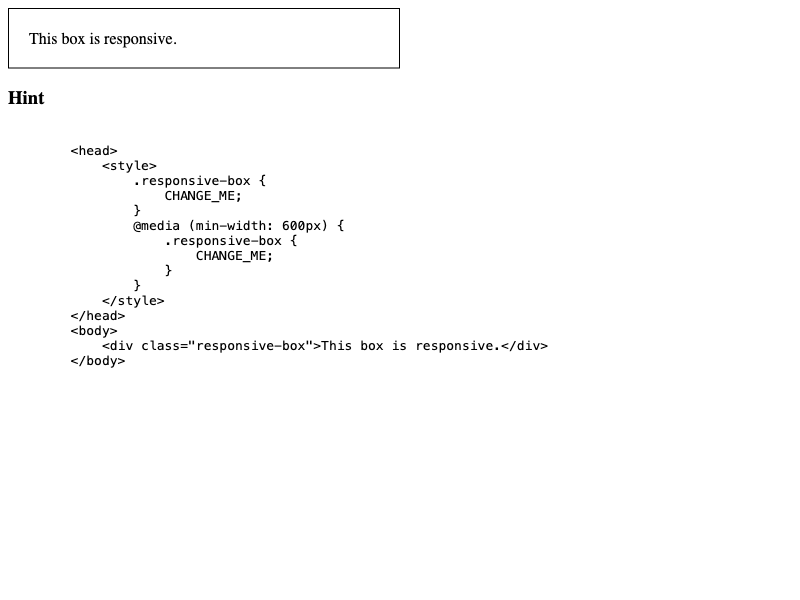 This box is responsive.
Hint
<head>
    <style>
        .responsive-box {
            CHANGE_ME;
        }
        @media (min-width: 600px) {
            .responsive-box {
                CHANGE_ME;
            }
        }
    </style>
</head>
<body>
    <div class="responsive-box">This box is responsive.</div>
</body>